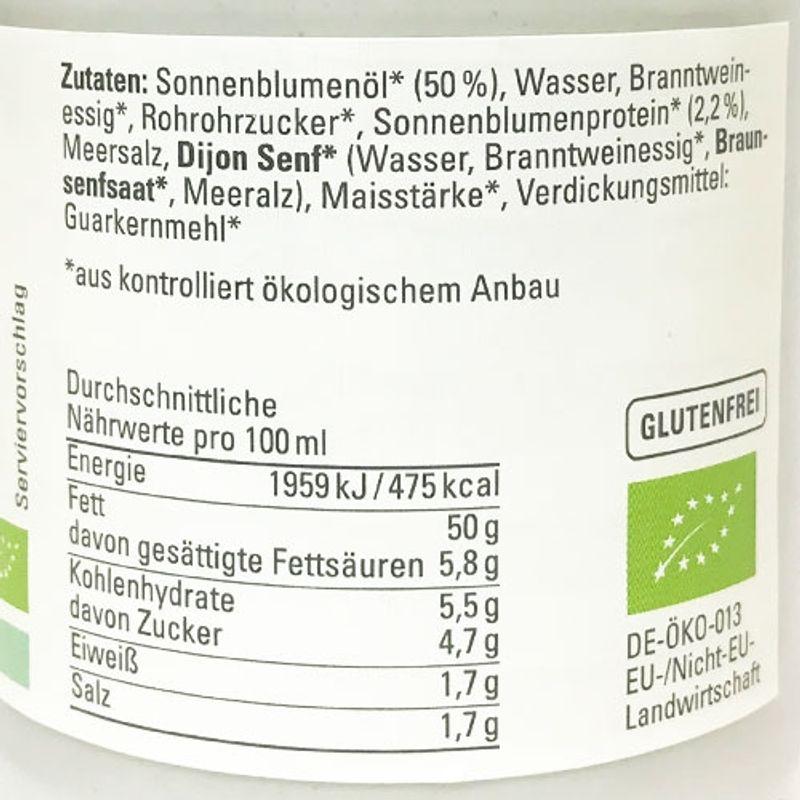 Zutaten: Sonnenblumenöl* (50 %), Wasser, Branntwein-
essig*, Rohrohrzucker*, Sonnenblumenprotein* (2,2 %),
Meersalz, Dijon Senf* (Wasser, Branntweinessig*, Braun-
senfsaat*, Meeralz), Maisstärke*, Verdickungsmittel:
Guarkernmehl*
*aus kontrolliert ökologischem Anbau
Serviervorschlag
Durchschnittliche
Nährwerte pro 100 ml
Energie 1959 kJ / 475 kcal
Fett 50 g
davon gesättigte Fettsäuren 5,8 g
Kohlenhydrate 5,5 g
davon Zucker 4,7 g
Eiweiß 1,7 g
Salz 1,7 g
GLUTENFREI
DE-ÖKO-013
EU-/Nicht-EU-
Landwirtschaft